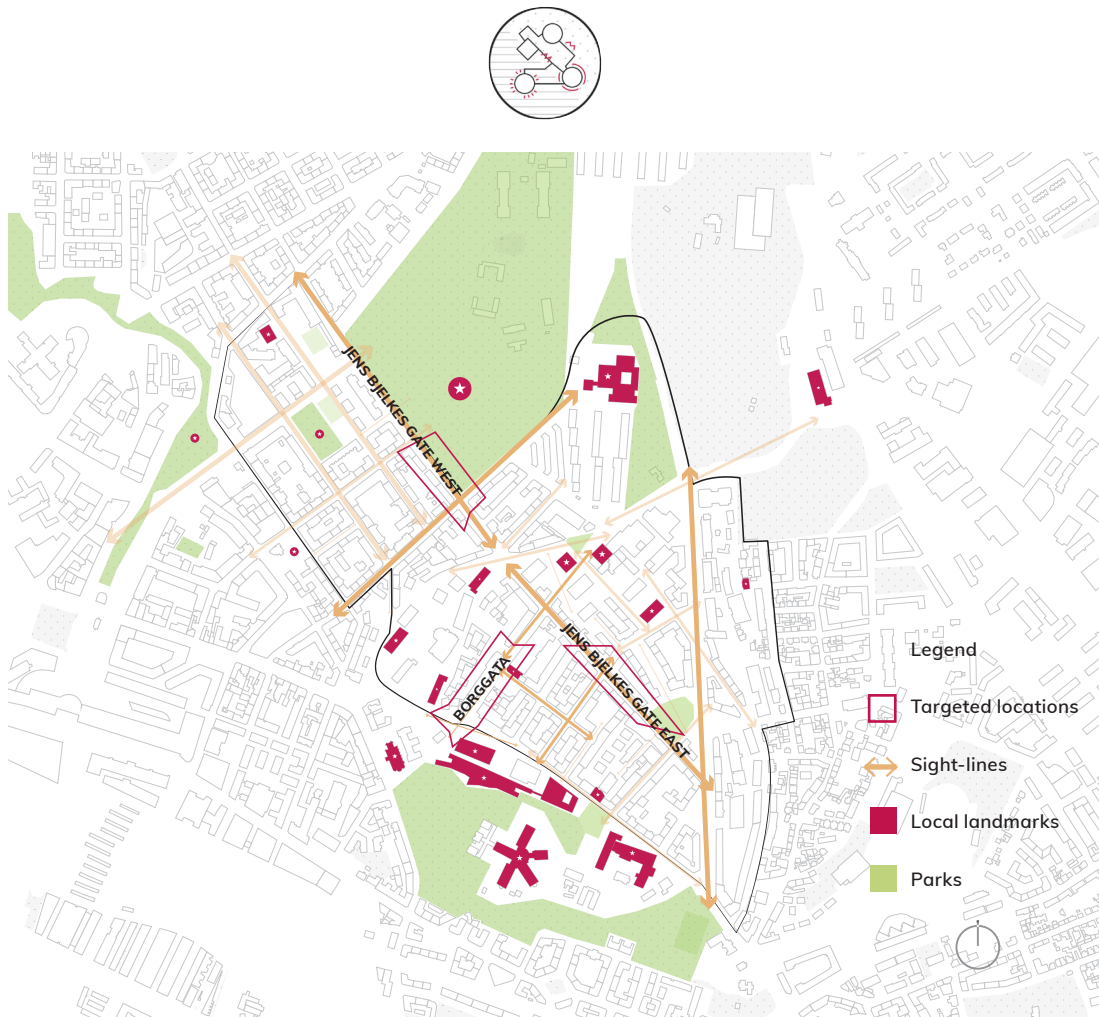 JENS BJELKES GATE WEST
JENS BJELKES GATE EAST
BORGGATA
Legend
Targeted locations
Sight-lines
Local landmarks
Parks